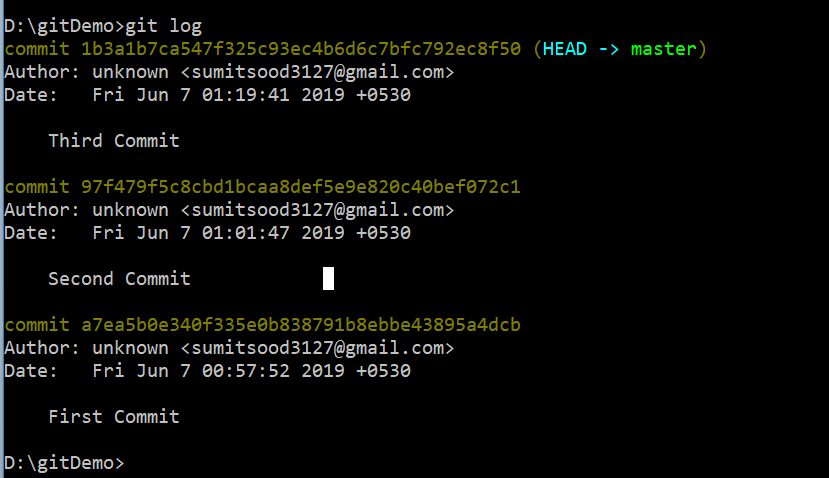 D:\gitDemo>git log
commit 1b3a1b7ca547f325c93ec4b6d6c7bfc792ec8f50 (HEAD -> master)
Author: unknown <sumitsood3127@gmail.com>
Date:   Fri Jun 7 01:19:41 2019 +0530
Third Commit
commit 97f479f5c8cbd1bcaa8def5e9e820c40bef072c1
Author: unknown <sumitsood3127@gmail.com>
Date:   Fri Jun 7 01:01:47 2019 +0530
Second Commit
commit a7ea5b0e340f335e0b838791b8ebbe43895a4dcb
Author: unknown <sumitsood3127@gmail.com>
Date:   Fri Jun 7 00:57:52 2019 +0530
First Commit
D:\gitDemo>